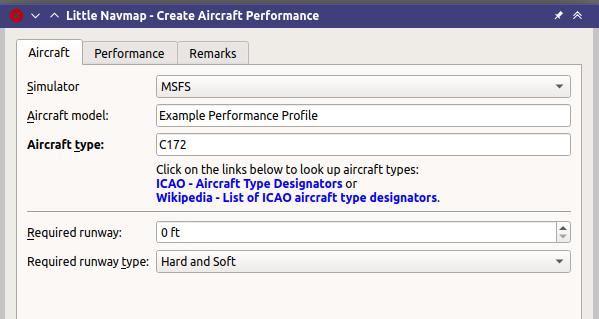 Little Navmap - Create Aircraft Performance
Aircraft Performance Remarks
Simulator MSFS
Aircraft model: Example Performance Profile
Aircraft type: C172
Click on the links below to look up aircraft types:
ICAO - Aircraft Type Designators or
Wikipedia - List of ICAO aircraft type designators.
Required runway: 0 ft
Required runway type: Hard and Soft